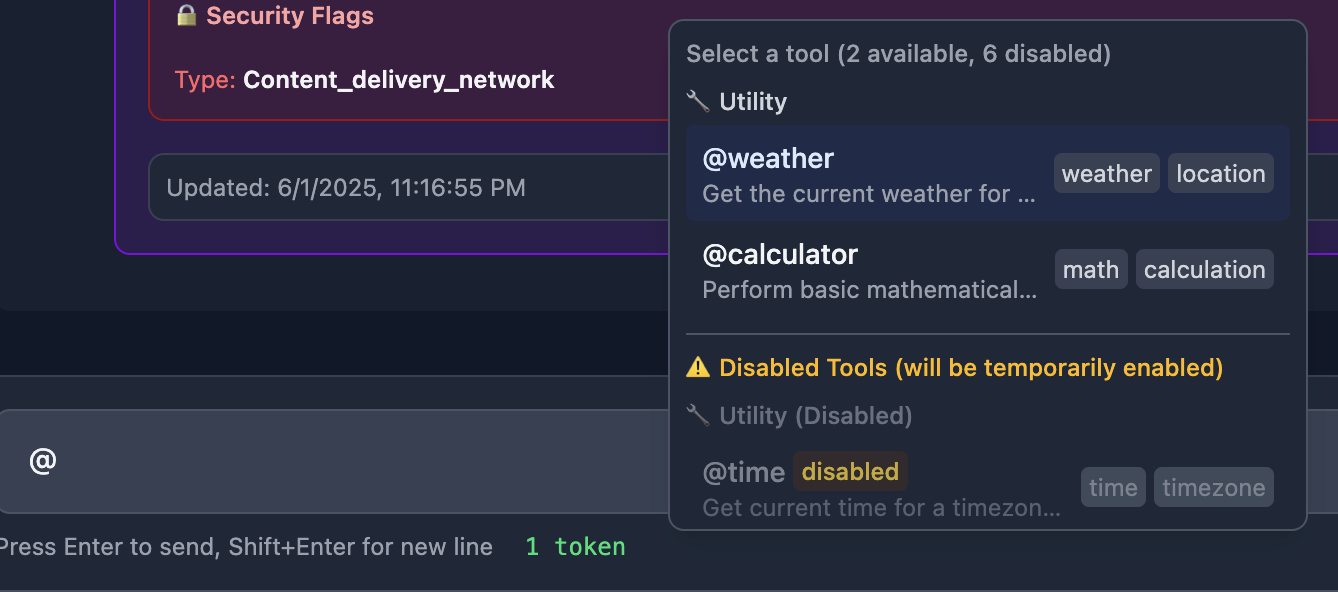 Security Flags
Type: Content_delivery_network
Updated: 6/1/2025, 11:16:55 PM
@
Press Enter to send, Shift+Enter for new line 1 token
Select a tool (2 available, 6 disabled)
Utility
@weather
Get the current weather for ...
weather location
@calculator
Perform basic mathematical...
math calculation
Disabled Tools (will be temporarily enabled)
Utility (Disabled)
@time disabled
Get current time for a timezon...
time timezone